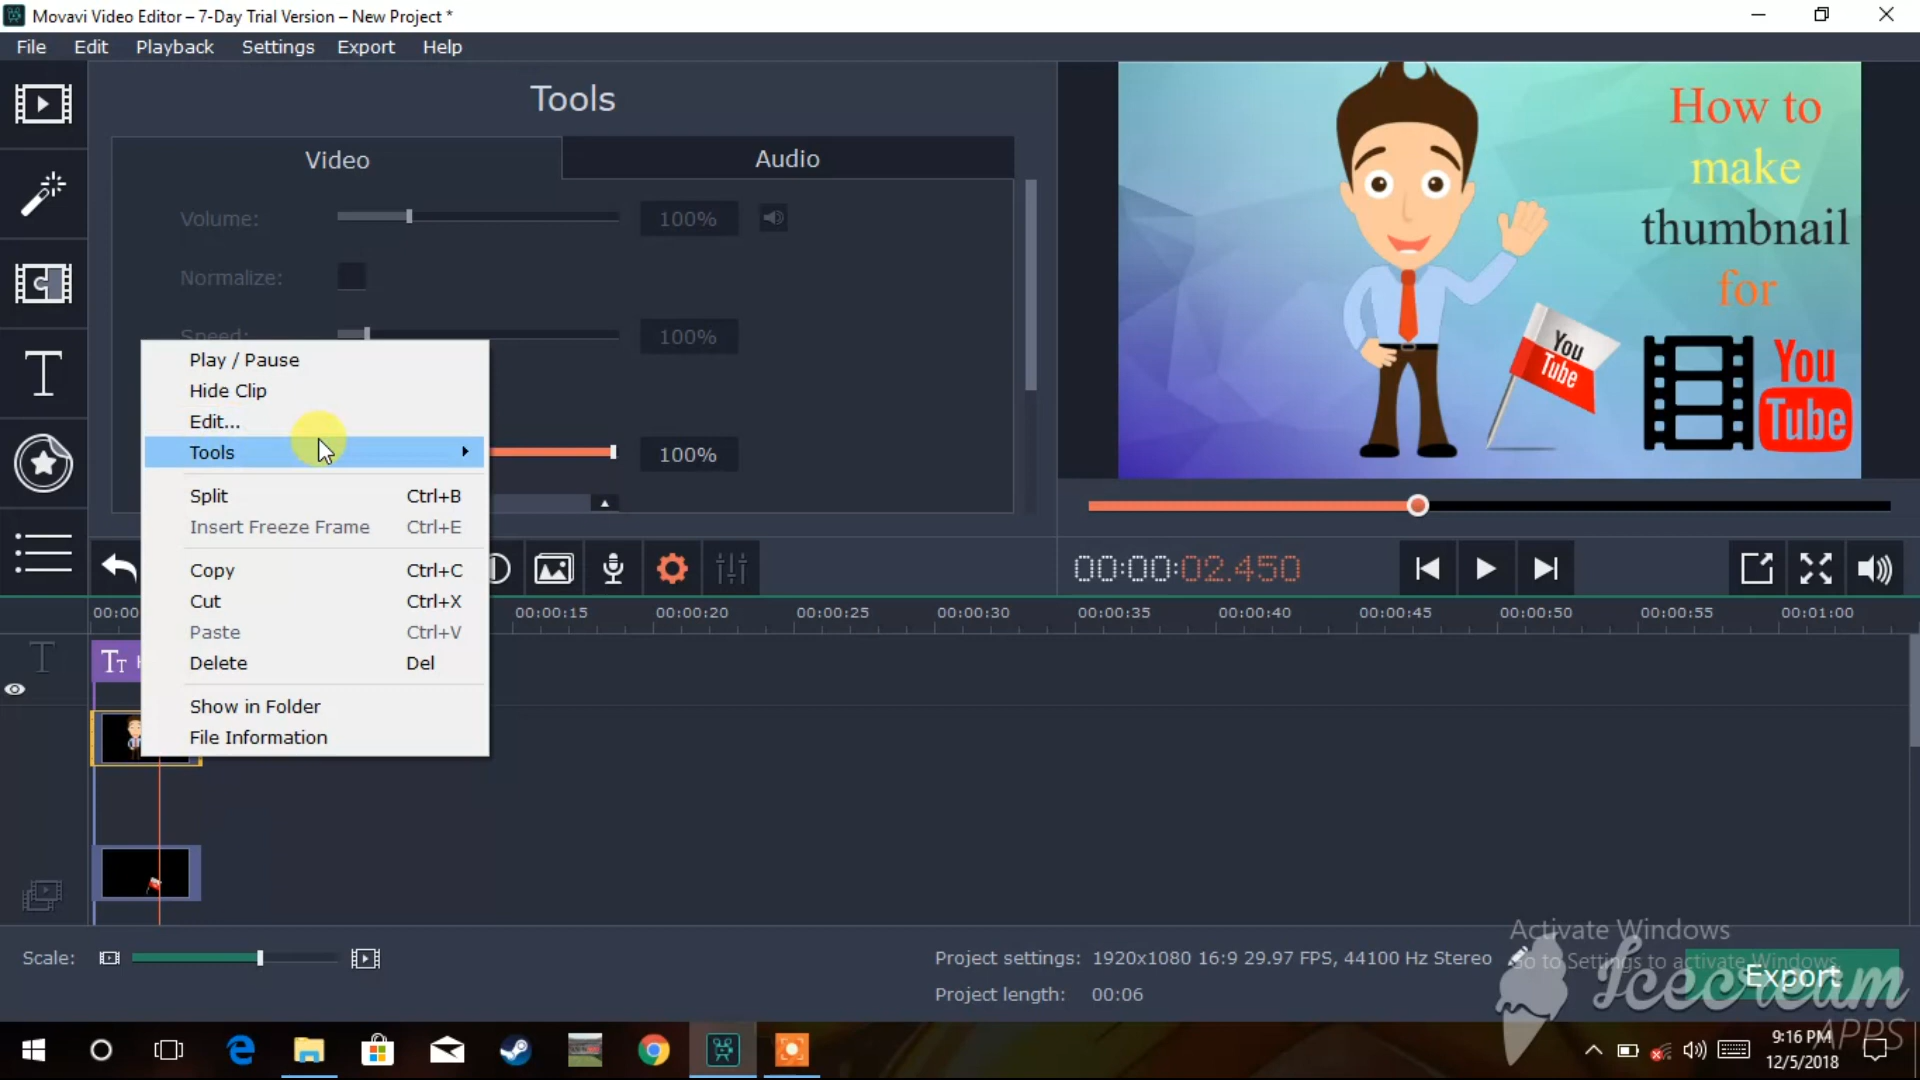 Movavi Video Editor – 7-Day Trial Version – New Project *
File Edit Playback Settings Export Help
Tools
Video Audio
Volume: 100%
Normalize:
Speed: 100%
100%
How to
make
thumbnail
for
You
Tube
You
Tube
Play / Pause
Hide Clip
Edit...
Tools
Split Ctrl+B
Insert Freeze Frame Ctrl+E
Copy Ctrl+C
Cut Ctrl+X
Paste Ctrl+V
Delete Del
Show in Folder
File Information
00:00:02.450
00:00 00:00:15 00:00:20 00:00:25 00:00:30 00:00:35 00:00:40 00:00:45 00:00:50 00:00:55 00:01:00
Scale:
Project settings: 1920x1080 16:9 29.97 FPS, 44100 Hz Stereo
Project length: 00:06
Activate Windows
Go to Settings to activate Windows.
Export
Icecream
APPS
9:16 PM
12/5/2018